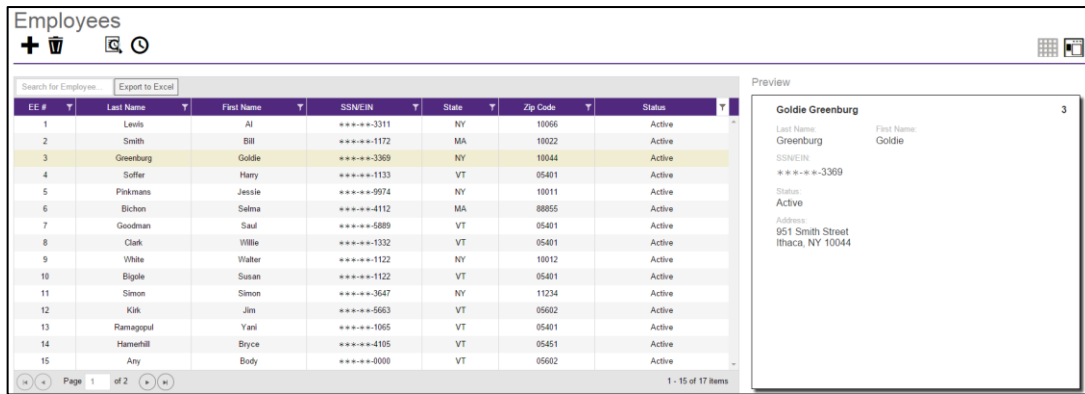 Employees
Search for Employee... Export to Excel
EE # Last Name First Name SSN/EIN State Zip Code Status
1 Lewis Al ***-**-3311 NY 10066 Active
2 Smith Bill ***-**-1172 MA 10022 Active
3 Greenburg Goldie ***-**-3369 NY 10044 Active
4 Soffer Harry ***-**-1133 VT 05401 Active
5 Pinkmans Jessie ***-**-9974 NY 10011 Active
6 Bichon Selma ***-**-4112 MA 88855 Active
7 Goodman Saul ***-**-5889 VT 05401 Active
8 Clark Willie ***-**-1332 VT 05401 Active
9 White Walter ***-**-1122 NY 10012 Active
10 Bigole Susan ***-**-1122 VT 05401 Active
11 Simon Simon ***-**-3647 NY 11234 Active
12 Kirk Jim ***-**-5663 VT 05602 Active
13 Ramagopul Yani ***-**-1065 VT 05401 Active
14 Hamerhill Bryce ***-**-4105 VT 05451 Active
15 Any Body ***-**-0000 VT 05602 Active
Page 1 of 2 1 - 15 of 17 items
Preview
Goldie Greenburg 3
Last Name: First Name:
Greenburg Goldie
SSN/EIN:
***-**-3369
Status:
Active
Address:
951 Smith Street
Ithaca, NY 10044